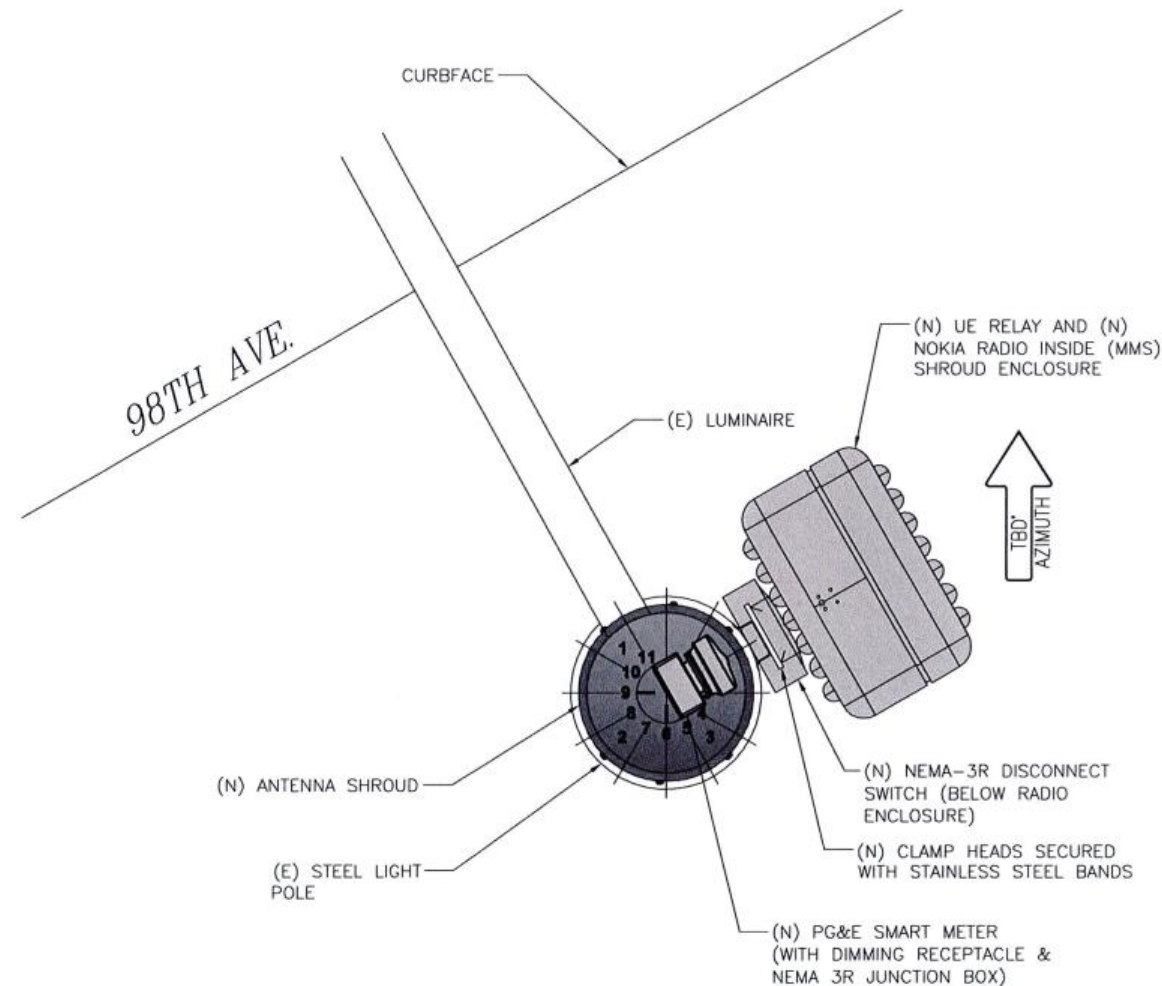 CURBFACE
98TH AVE.
(N) UE RELAY AND (N)
NOKIA RADIO INSIDE (MMS)
SHROUD ENCLOSURE
(E) LUMINAIRE
TBD°
AZIMUTH
1
11
10
9
8
7
2
6
5
4
3
(N) ANTENNA SHROUD
(E) STEEL LIGHT
POLE
(N) NEMA-3R DISCONNECT
SWITCH (BELOW RADIO
ENCLOSURE)
(N) CLAMP HEADS SECURED
WITH STAINLESS STEEL BANDS
(N) PG&E SMART METER
(WITH DIMMING RECEPTACLE &
NEMA 3R JUNCTION BOX)